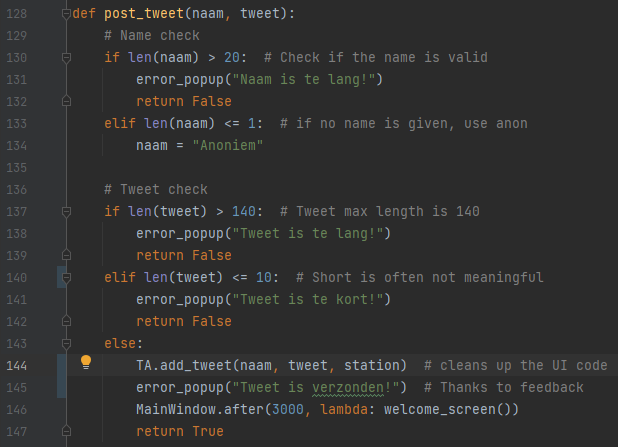 128 def post_tweet(naam, tweet):
129 # Name check
130 if len(naam) > 20:  # Check if the name is valid
131 error_popup("Naam is te lang!")
132 return False
133 elif len(naam) <= 1:  # if no name is given, use anon
134 naam = "Anoniem"
135
136 # Tweet check
137 if len(tweet) > 140:  # Tweet max length is 140
138 error_popup("Tweet is te lang!")
139 return False
140 elif len(tweet) <= 10:  # Short is often not meaningful
141 error_popup("Tweet is te kort!")
142 return False
143 else:
144 TA.add_tweet(naam, tweet, station)  # cleans up the UI code
145 error_popup("Tweet is verzonden!")  # Thanks to feedback
146 MainWindow.after(3000, lambda: welcome_screen())
147 return True